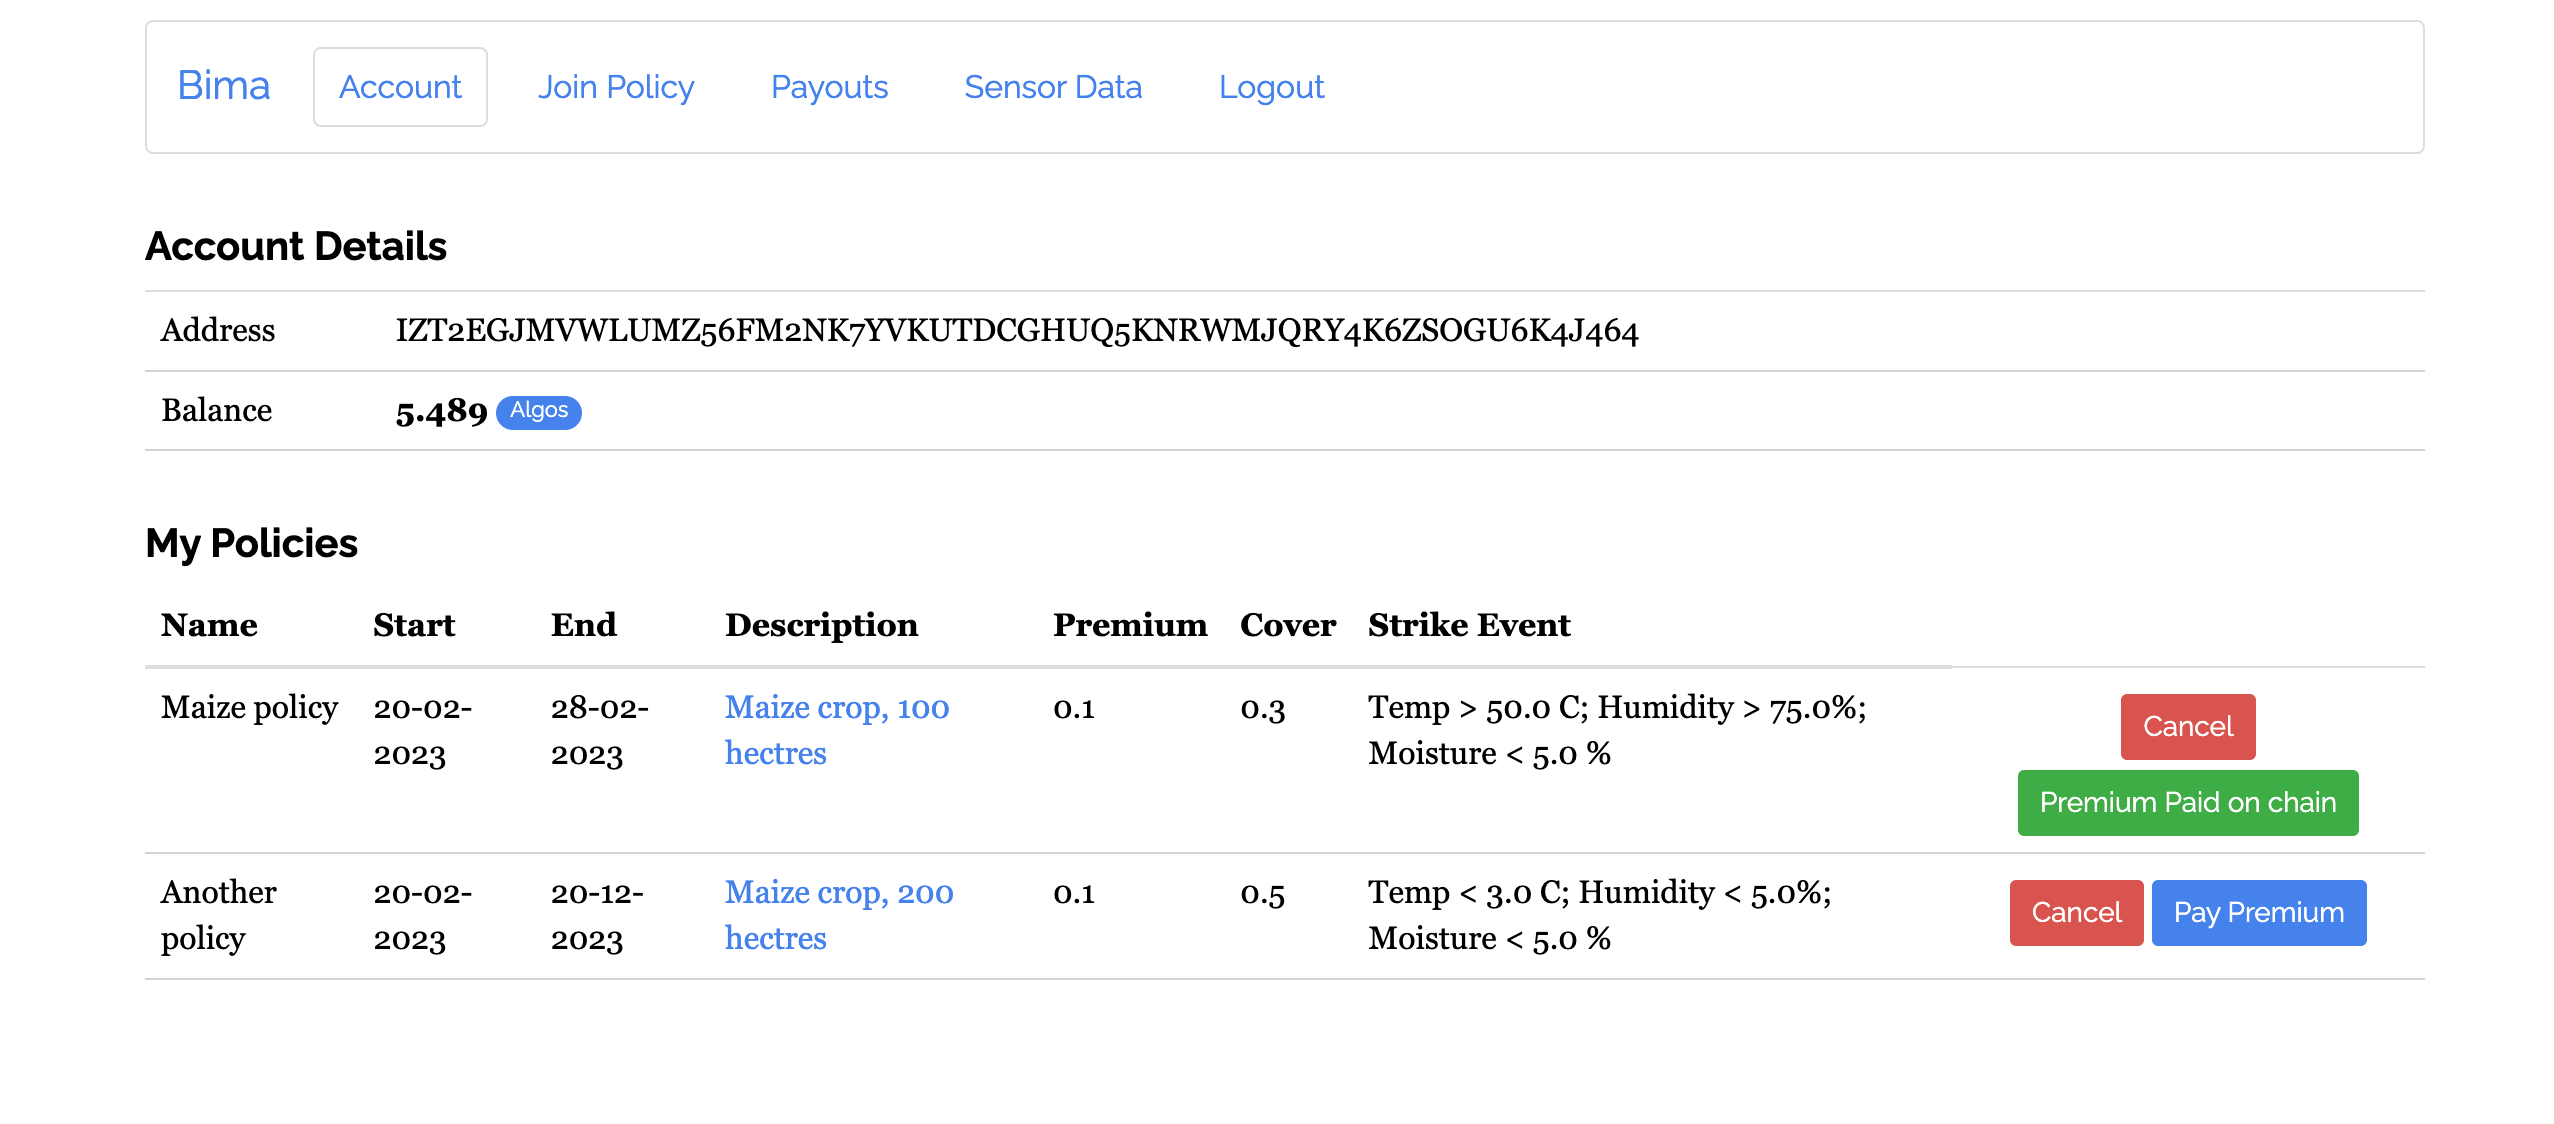 Bima Account Join Policy Payouts Sensor Data Logout
Account Details
Address IZT2EGJMVWLUMZ56FM2NK7YVKUTDCGHUQ5KNRWMJQRY4K6ZSOGU6K4J464
Balance 5.489 Algos
My Policies
Name Start End Description Premium Cover Strike Event
Maize policy 20-02- 28-02- Maize crop, 100 0.1 0.3 Temp > 50.0 C; Humidity > 75.0%; Cancel
2023 2023 hectres Moisture < 5.0 %
Premium Paid on chain
Another 20-02- 20-12- Maize crop, 200 0.1 0.5 Temp < 3.0 C; Humidity < 5.0%; Cancel Pay Premium
policy 2023 2023 hectres Moisture < 5.0 %